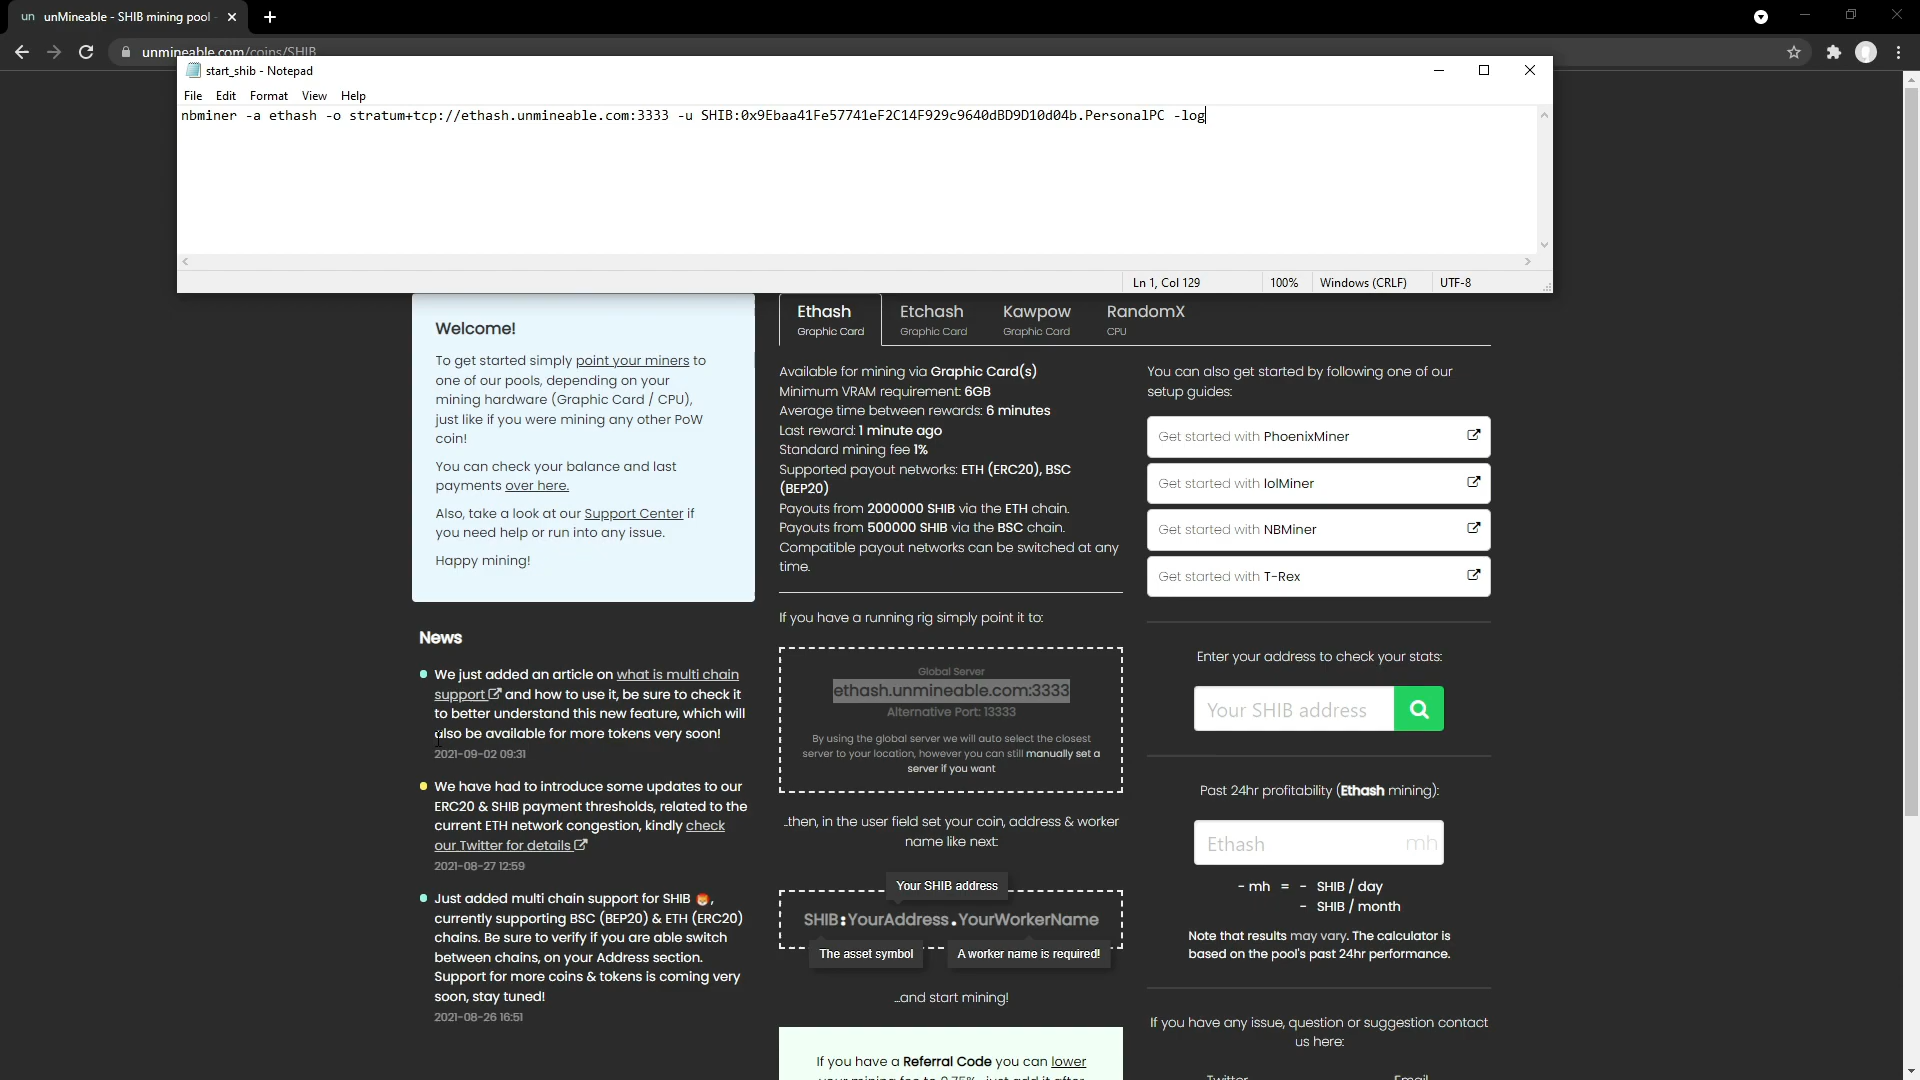 un unMineable - SHIB mining pool
unmineable.com/coins/SHIB
start_shib - Notepad
File Edit Format View Help
nbminer -a ethash -o stratum+tcp://ethash.unmineable.com:3333 -u SHIB:0x9Ebaa41Fe57741eF2C14F929c9640dBD9D10d04b.PersonalPC -log
Ln 1, Col 129 100% Windows (CRLF) UTF-8
Welcome!
To get started simply point your miners to
one of our pools, depending on your
mining hardware (Graphic Card / CPU),
just like if you were mining any other PoW
coin!
You can check your balance and last
payments over here.
Also, take a look at our Support Center if
you need help or run into any issue.
Happy mining!
News
We just added an article on what is multi chain
support and how to use it, be sure to check it
to better understand this new feature, which will
also be available for more tokens very soon!
2021-09-02 09:31
We have had to introduce some updates to our
ERC20 & SHIB payment thresholds, related to the
current ETH network congestion, kindly check
our Twitter for details
2021-08-27 12:59
Just added multi chain support for SHIB ,
currently supporting BSC (BEP20) & ETH (ERC20)
chains. Be sure to verify if you are able switch
between chains, on your Address section.
Support for more coins & tokens is coming very
soon, stay tuned!
2021-08-26 16:51
Ethash Etchash Kawpow RandomX
Graphic Card Graphic Card Graphic Card CPU
Available for mining via Graphic Card(s)
Minimum VRAM requirement: 6GB
Average time between rewards: 6 minutes
Last reward: 1 minute ago
Standard mining fee 1%
Supported payout networks: ETH (ERC20), BSC
(BEP20)
Payouts from 2000000 SHIB via the ETH chain.
Payouts from 500000 SHIB via the BSC chain.
Compatible payout networks can be switched at any
time.
If you have a running rig simply point it to:
Global Server
ethash.unmineable.com:3333
Alternative Port: 13333
By using the global server we will auto select the closest
server to your location, however you can still manually set a
server if you want
...then, in the user field set your coin, address & worker
name like next:
Your SHIB address
SHIB:YourAddress.YourWorkerName
The asset symbol A worker name is required!
...and start mining!
If you have a Referral Code you can lower
You can also get started by following one of our
setup guides:
Get started with PhoenixMiner
Get started with lolMiner
Get started with NBMiner
Get started with T-Rex
Enter your address to check your stats:
Your SHIB address
Past 24hr profitability (Ethash mining):
Ethash mh
- mh = - SHIB / day
- SHIB / month
Note that results may vary. The calculator is
based on the pool's past 24hr performance.
If you have any issue, question or suggestion contact
us here:
Twitter Email